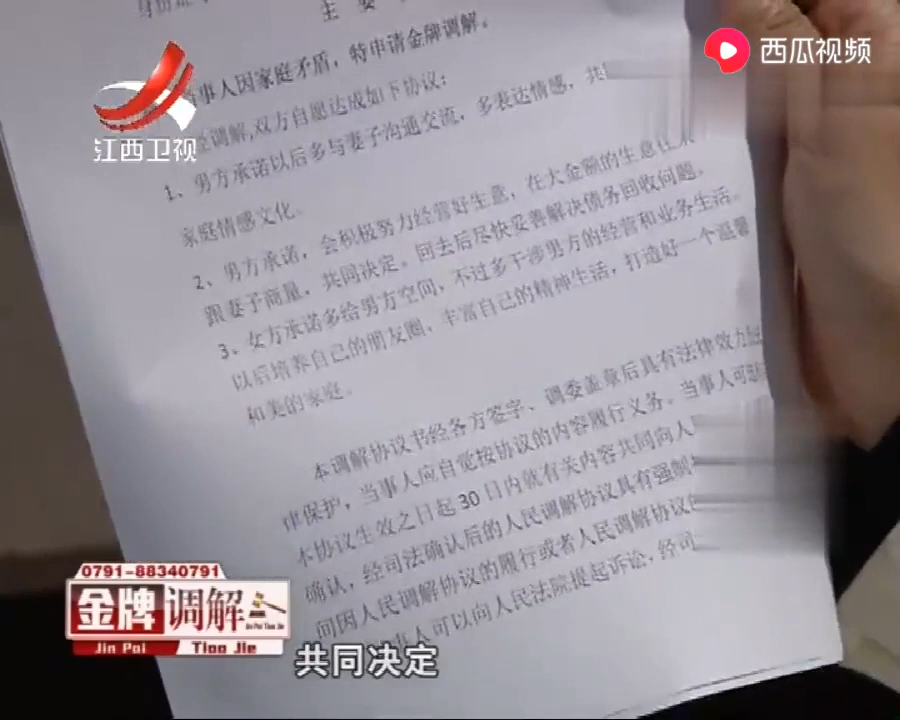 主 要
当事人因家庭矛盾，特申请金牌调解。
经调解,双方自愿达成如下协议：
1、男方承诺以后多与妻子沟通交流，多表达情感，共
家庭情感文化。
2、男方承诺，会积极努力经营好生意，在大金额的生意往来
跟妻子商量，共同决定。回去后尽快妥善解决债务回收问题。
3、女方承诺多给男方空间，不过多干涉男方的经营和业务生活。
以后培养自己的朋友圈，丰富自己的精神生活，打造好一个温馨
和美的家庭。
本调解协议书经各方签字、调委盖章后具有法律效力
律保护，当事人应自觉按协议的内容履行义务。当事人可
本协议生效之日起30日内就有关内容共同向人
确认，经司法确认后的人民调解协议具有强制
间因人民调解协议的履行或者人民调解协议的
事人可以向人民法院提起诉讼，经司
江西卫视
西瓜视频
0791-88340791
金牌调解
Jin Pai Tiao Jie
共同决定